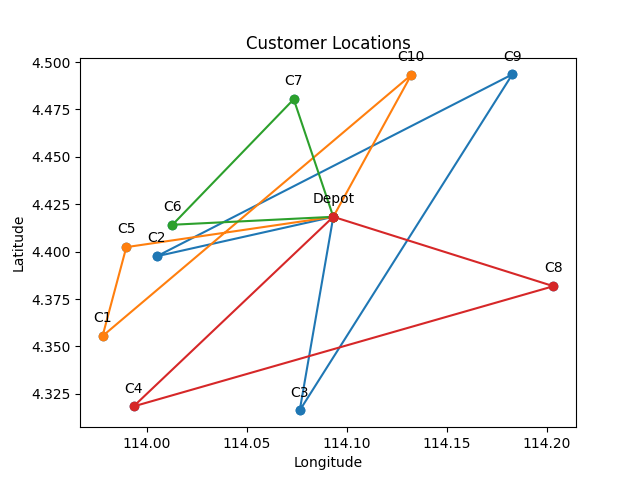 Customer Locations
C10
C9
C7
Depot
C6
C5
C2
C8
C1
C4
C3
4.500
4.475
4.450
4.425
4.400
4.375
4.350
4.325
Latitude
114.00
114.05
114.10
114.15
114.20
Longitude